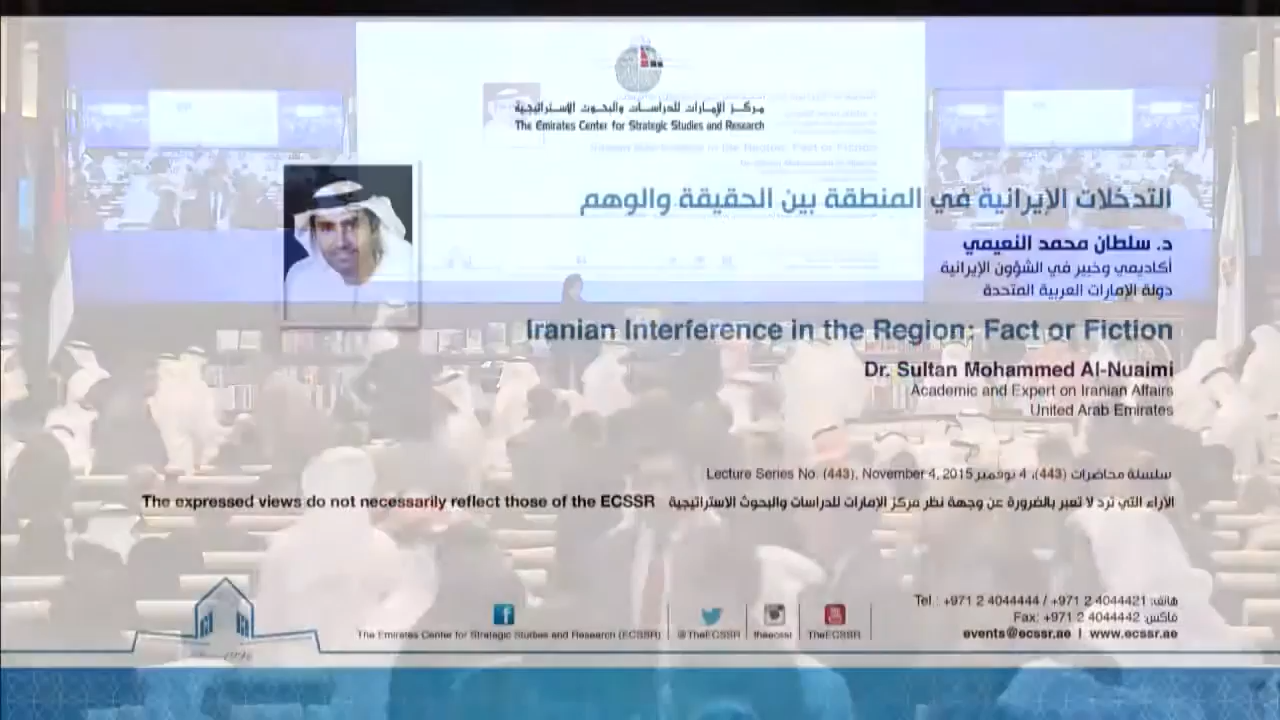 مركز الإمارات للدراسات والبحوث الاستراتيجية
The Emirates Center for Strategic Studies and Research
التدخلات الإيرانية في المنطقة بين الحقيقة والوهم
د. سلطان محمد النعيمي
أكاديمي وخبير في الشؤون الإيرانية
دولة الإمارات العربية المتحدة
Iranian Interference in the Region: Fact or Fiction
Dr. Sultan Mohammed Al-Nuaimi
Academic and Expert on Iranian Affairs
United Arab Emirates
سلسلة محاضرات (443)، 4 نوفمبر 2015 Lecture Series No. (443), November 4, 2015
The expressed views do not necessarily reflect those of the ECSSR الآراء التي ترد لا تعبر بالضرورة عن وجهة نظر مركز الإمارات للدراسات والبحوث الاستراتيجية
The Emirates Center for Strategic Studies and Research (ECSSR)
@TheECSSR
theecssr
TheECSSR
Tel.: +971 2 4044444 / +971 2 4044421 هاتف:
Fax: +971 2 4044442 فاكس:
events@ecssr.ae | www.ecssr.ae